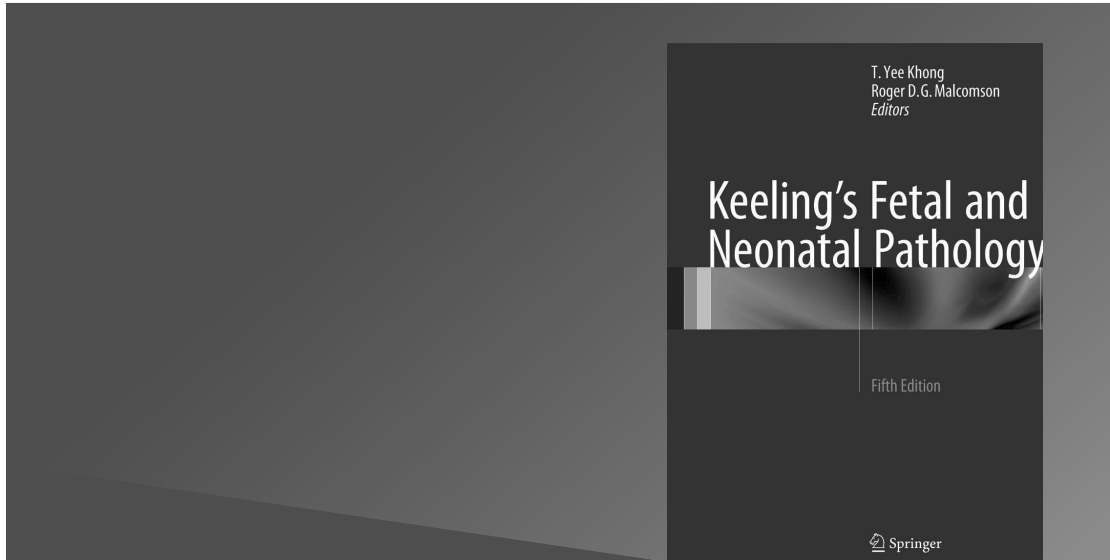 T. Yee Khong
Roger D.G. Malcomson
Editors
Keeling's Fetal and
Neonatal Pathology
Fifth Edition
Springer